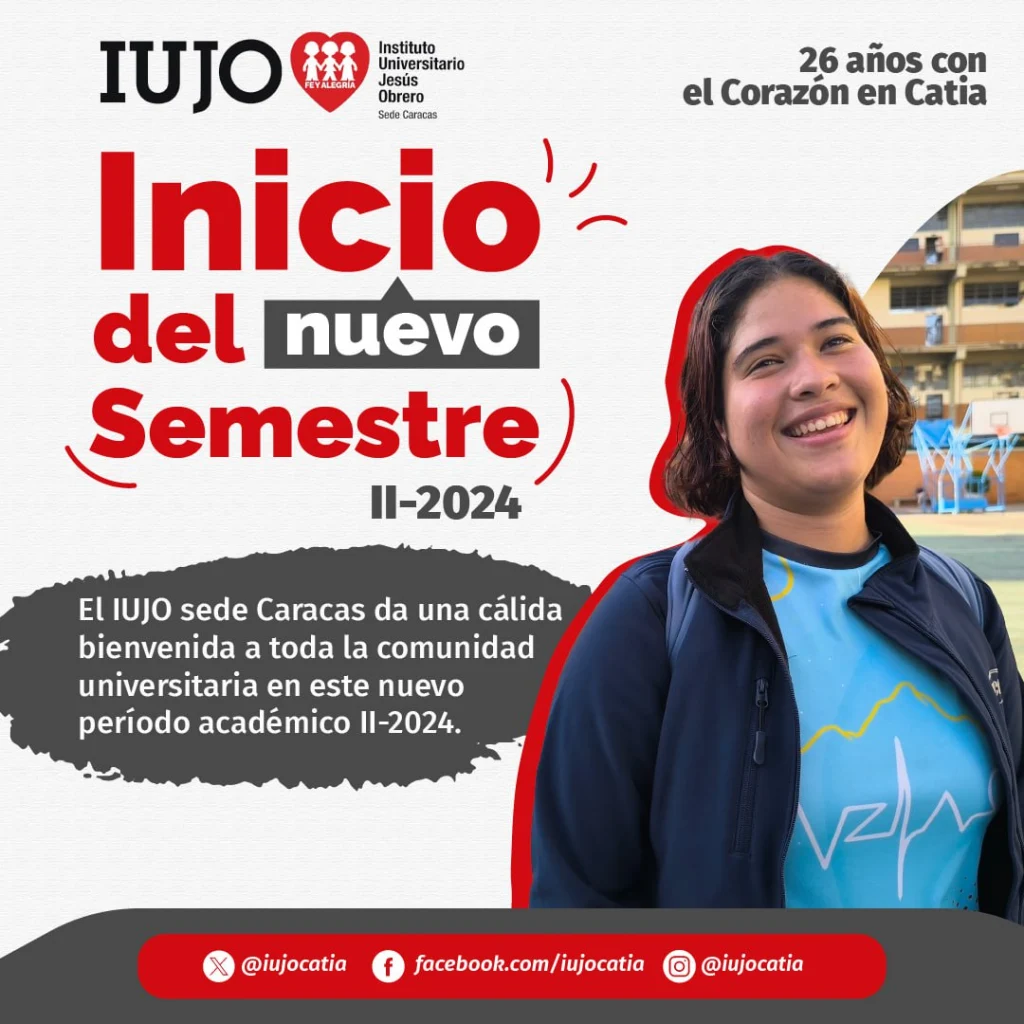 IUJO
FE Y ALEGRÍA
Instituto
Universitario
Jesús
Obrero
Sede Caracas
26 años con
el Corazón en Catia
Inicio
del nuevo
Semestre
II-2024
El IUJO sede Caracas da una cálida
bienvenida a toda la comunidad
universitaria en este nuevo
período académico II-2024.
@iujocatia
facebook.com/iujocatia
@iujocatia